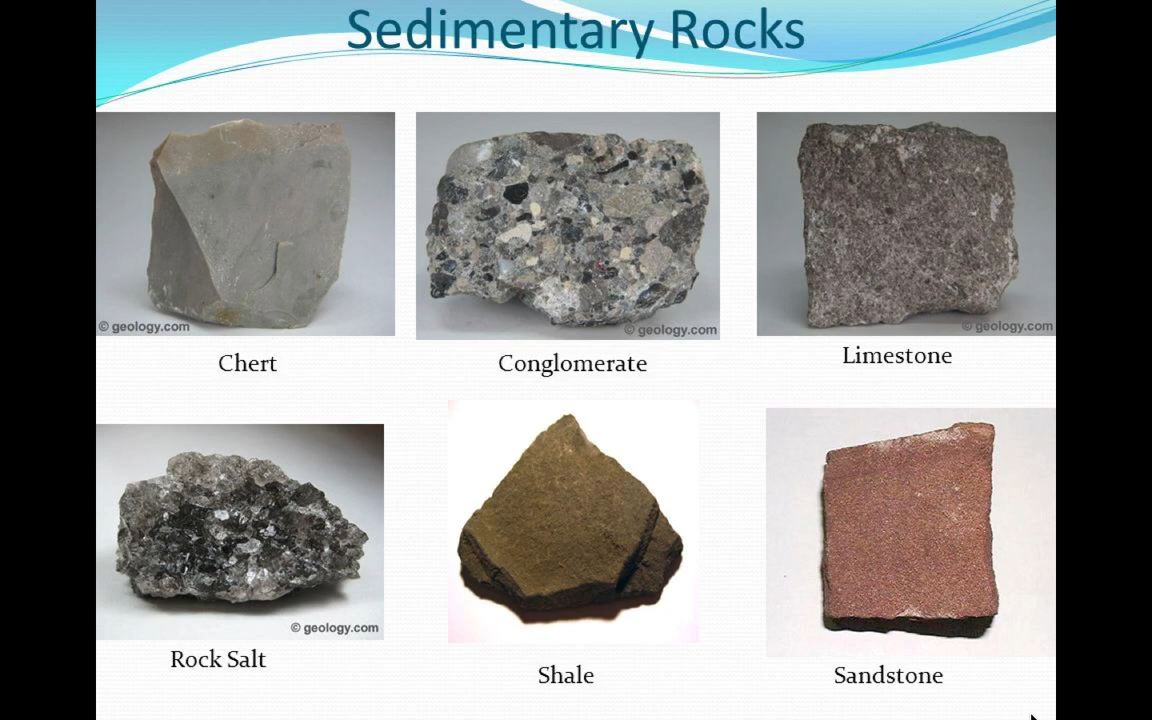 Sedimentary Rocks
© geology.com
© geology.com
© geology.com
Chert
Conglomerate
Limestone
© geology.com
Rock Salt
Shale
Sandstone